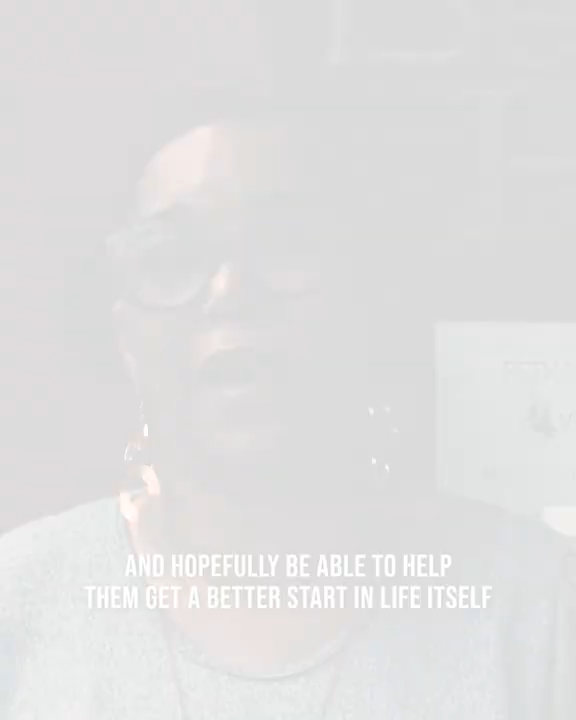 AND HOPEFULLY BE ABLE TO HELP
THEM GET A BETTER START IN LIFE ITSELF